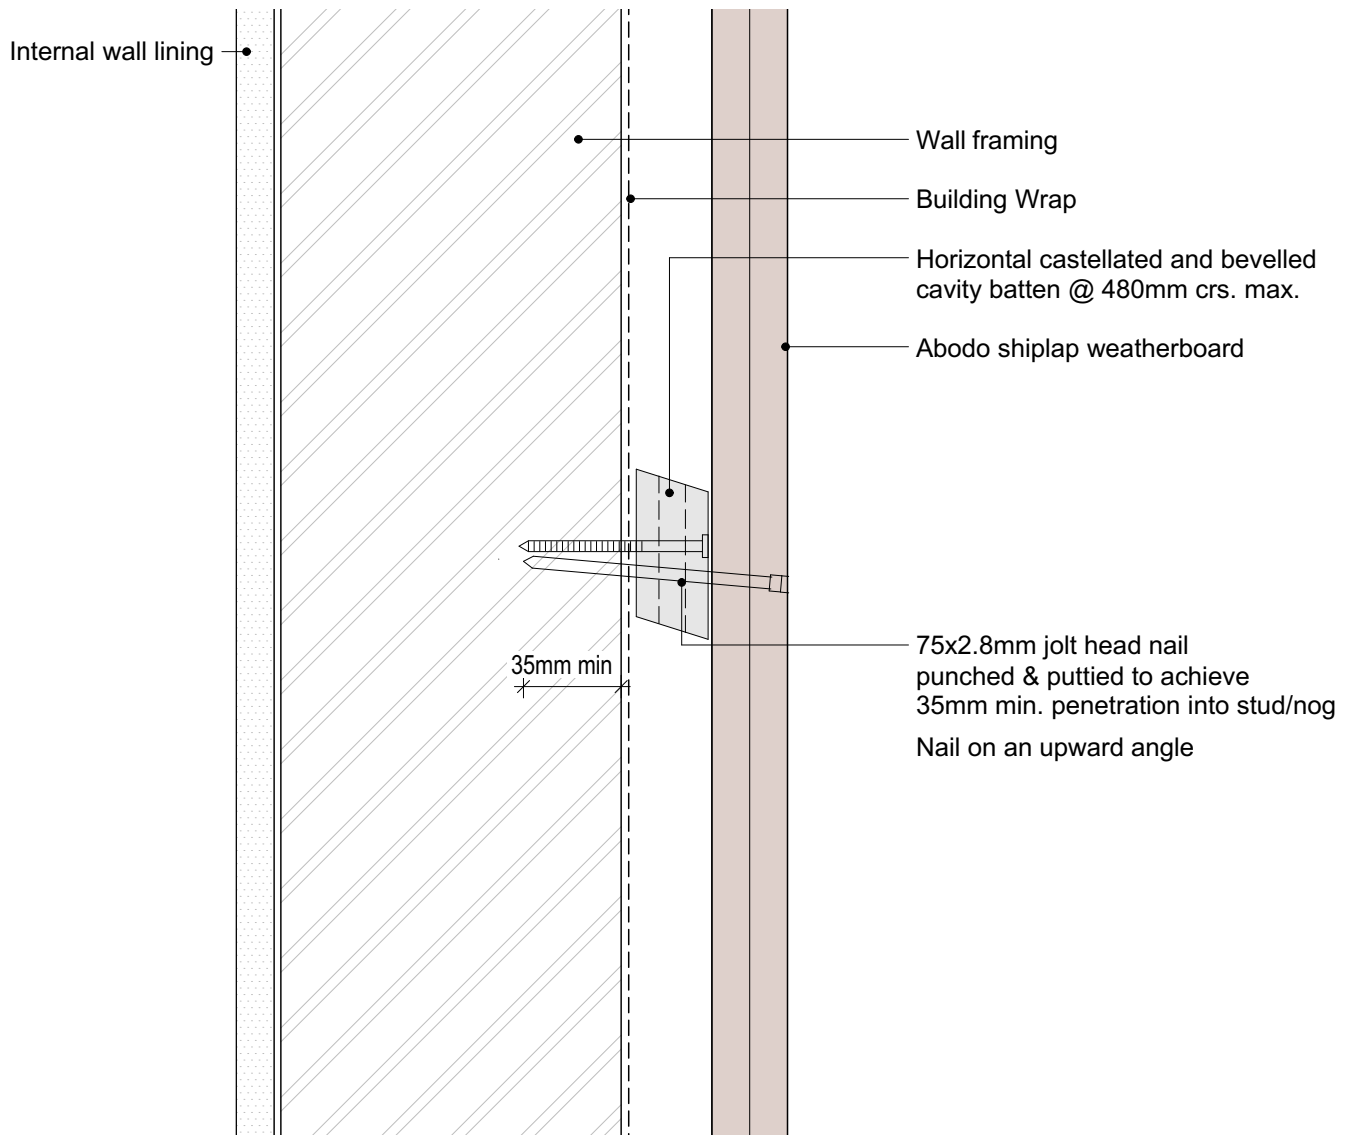 Internal wall lining
Wall framing
Building Wrap
Horizontal castellated and bevelled
cavity batten @ 480mm crs. max.
Abodo shiplap weatherboard
35mm min
75x2.8mm jolt head nail
punched & puttied to achieve
35mm min. penetration into stud/nog
Nail on an upward angle